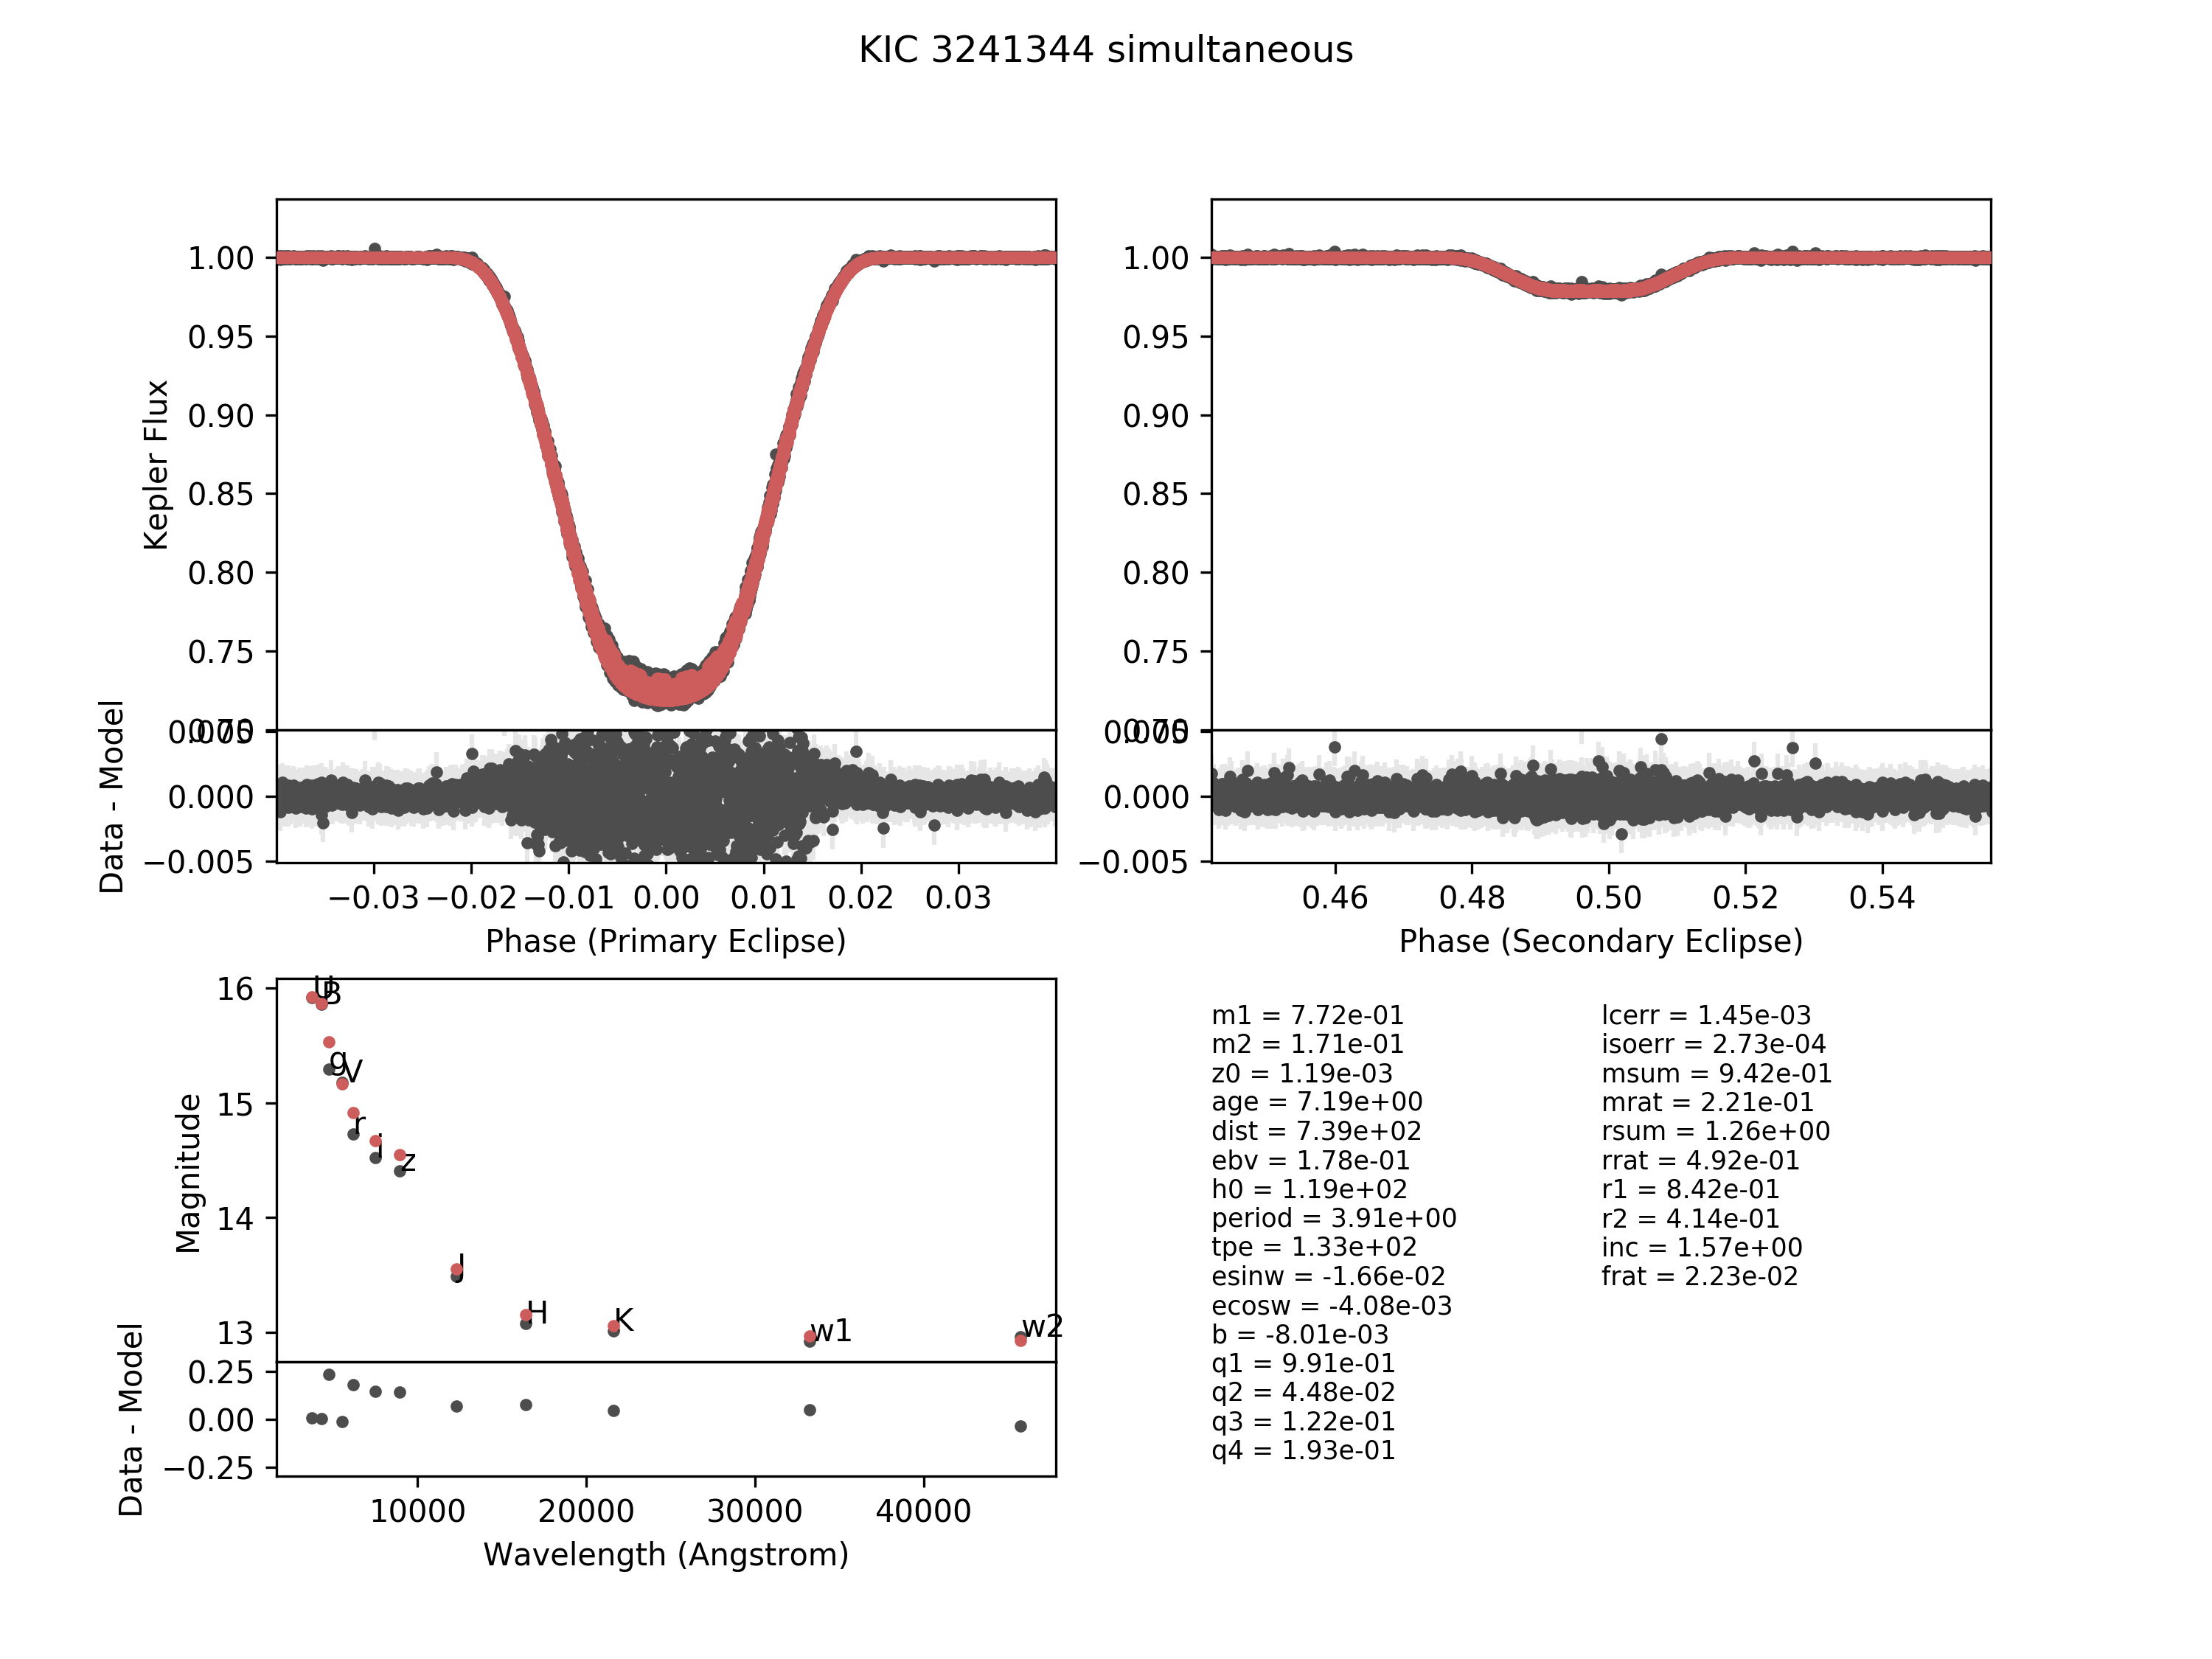 KIC 3241344 simultaneous
1.00
0.95
0.90
0.85
0.80
0.75
0.70
Kepler Flux
0.005
0.000
−0.005
Data - Model
−0.03 −0.02 −0.01 0.00 0.01 0.02 0.03
Phase (Primary Eclipse)
1.00
0.95
0.90
0.85
0.80
0.75
0.70
0.005
0.000
−0.005
0.46 0.48 0.50 0.52 0.54
Phase (Secondary Eclipse)
16
15
14
13
Magnitude
U
B
g
V
r
i
z
J
H
K
w1
w2
0.25
0.00
−0.25
Data - Model
10000 20000 30000 40000
Wavelength (Angstrom)
m1 = 7.72e-01
m2 = 1.71e-01
z0 = 1.19e-03
age = 7.19e+00
dist = 7.39e+02
ebv = 1.78e-01
h0 = 1.19e+02
period = 3.91e+00
tpe = 1.33e+02
esinw = -1.66e-02
ecosw = -4.08e-03
b = -8.01e-03
q1 = 9.91e-01
q2 = 4.48e-02
q3 = 1.22e-01
q4 = 1.93e-01
lcerr = 1.45e-03
isoerr = 2.73e-04
msum = 9.42e-01
mrat = 2.21e-01
rsum = 1.26e+00
rrat = 4.92e-01
r1 = 8.42e-01
r2 = 4.14e-01
inc = 1.57e+00
frat = 2.23e-02